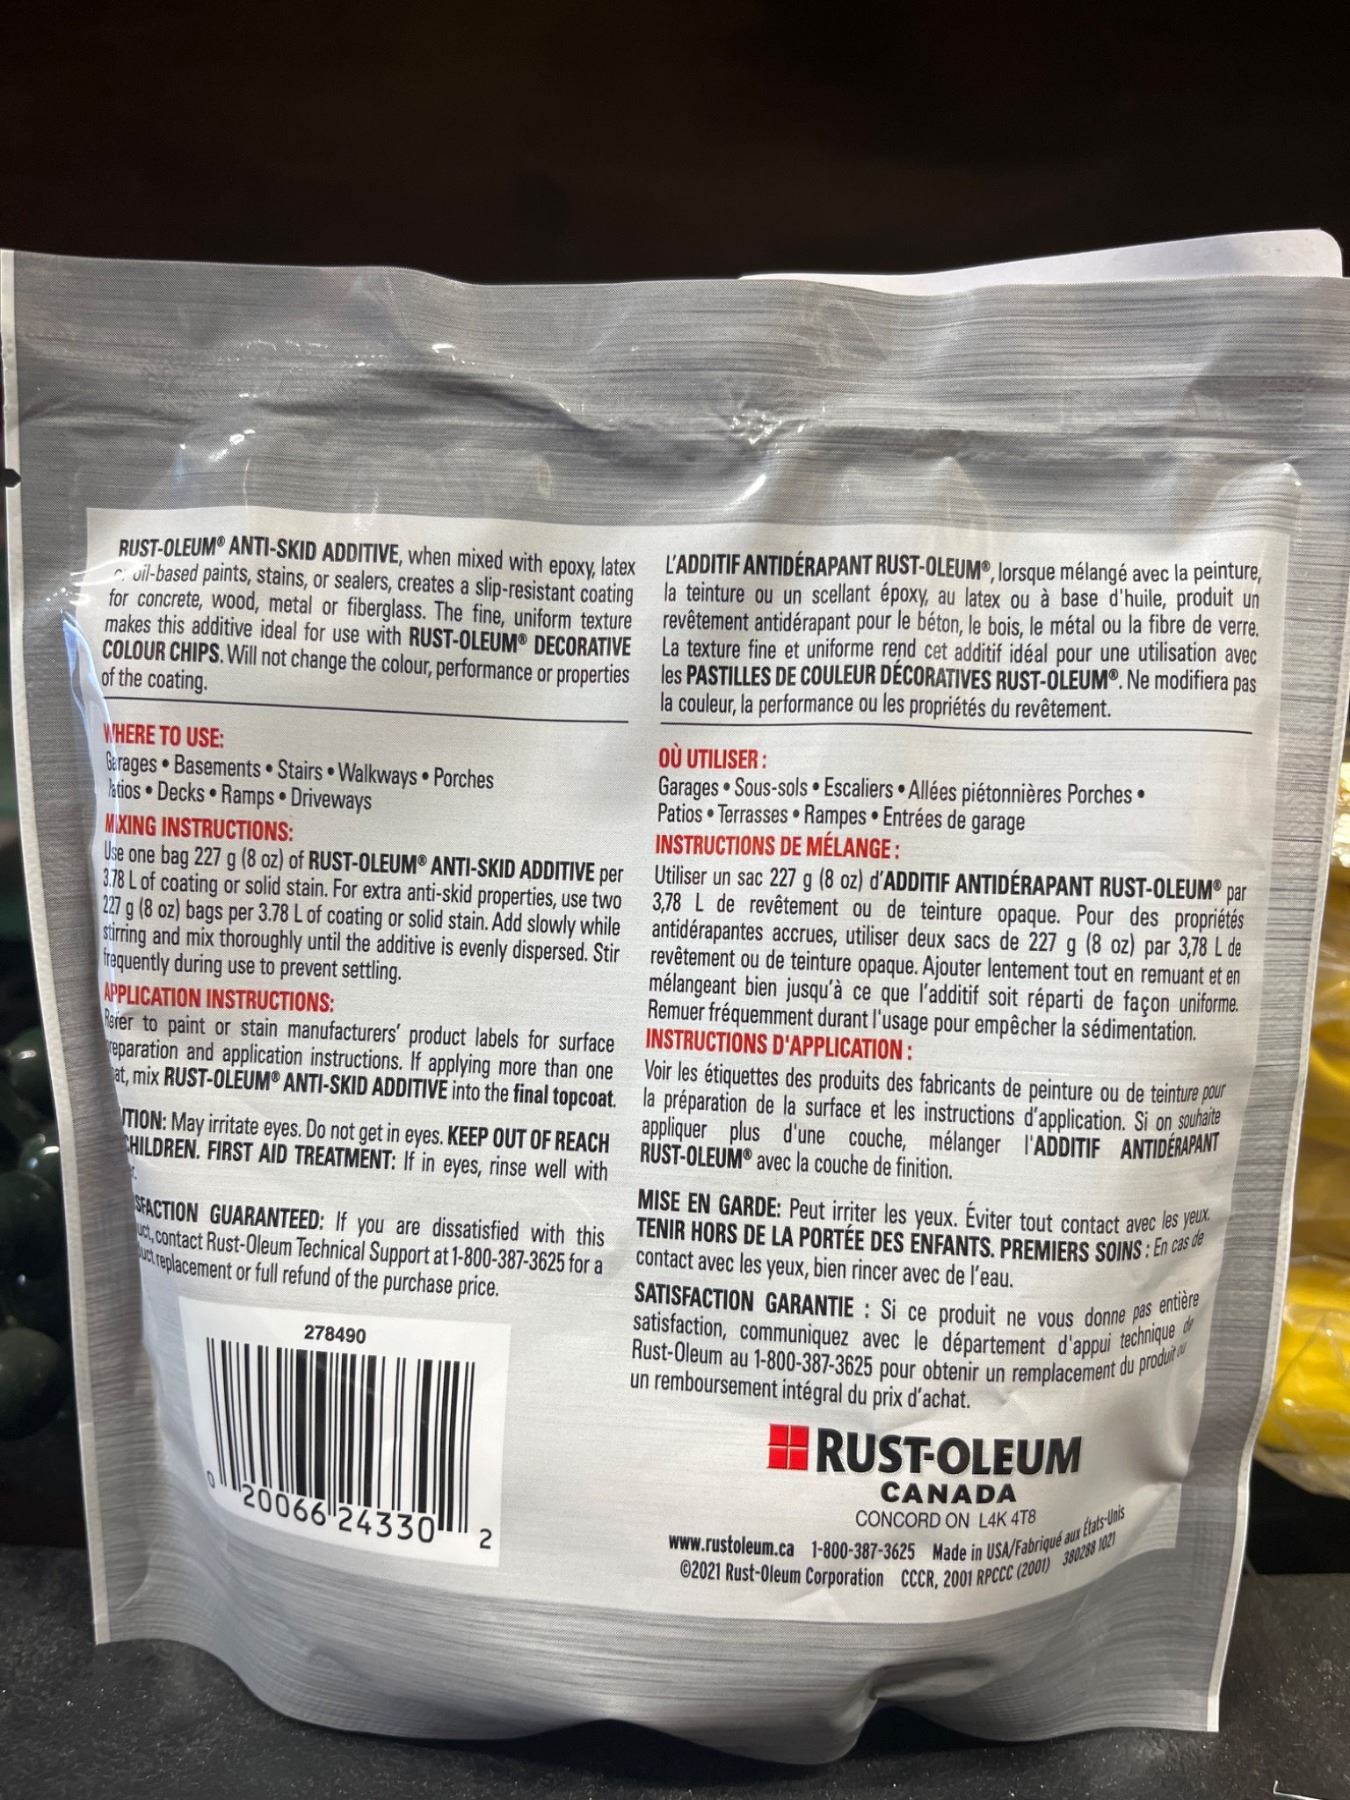 RUST-OLEUM® ANTI-SKID ADDITIVE, when mixed with epoxy, latex
or oil-based paints, stains, or sealers, creates a slip-resistant coating
for concrete, wood, metal or fiberglass. The fine, uniform texture
makes this additive ideal for use with RUST-OLEUM® DECORATIVE
COLOUR CHIPS. Will not change the colour, performance or properties
of the coating.
WHERE TO USE:
Garages • Basements • Stairs • Walkways • Porches
Patios • Decks • Ramps • Driveways
MIXING INSTRUCTIONS:
Use one bag 227 g (8 oz) of RUST-OLEUM® ANTI-SKID ADDITIVE per
3.78 L of coating or solid stain. For extra anti-skid properties, use two
227 g (8 oz) bags per 3.78 L of coating or solid stain. Add slowly while
stirring and mix thoroughly until the additive is evenly dispersed. Stir
frequently during use to prevent settling.
APPLICATION INSTRUCTIONS:
Refer to paint or stain manufacturers' product labels for surface
preparation and application instructions. If applying more than one
mix RUST-OLEUM® ANTI-SKID ADDITIVE into the final topcoat.
May irritate eyes. Do not get in eyes. KEEP OUT OF REACH
CHILDREN. FIRST AID TREATMENT: If in eyes, rinse well with
GUARANTEED: If you are dissatisfied with this
contact Rust-Oleum Technical Support at 1-800-387-3625 for a
replacement or full refund of the purchase price.
278490
0 20066 24330 2
L'ADDITIF ANTIDÉRAPANT RUST-OLEUM®, lorsque mélangé avec la peinture,
la teinture ou un scellant époxy, au latex ou à base d'huile, produit un
revêtement antidérapant pour le béton, le bois, le métal ou la fibre de verre.
La texture fine et uniforme rend cet additif idéal pour une utilisation avec
les PASTILLES DE COULEUR DÉCORATIVES RUST-OLEUM®. Ne modifiera pas
la couleur, la performance ou les propriétés du revêtement.
OÙ UTILISER :
Garages • Sous-sols • Escaliers • Allées piétonnières Porches •
Patios • Terrasses • Rampes • Entrées de garage
INSTRUCTIONS DE MÉLANGE :
Utiliser un sac 227 g (8 oz) d'ADDITIF ANTIDÉRAPANT RUST-OLEUM® par
3,78 L de revêtement ou de teinture opaque. Pour des propriétés
antidérapantes accrues, utiliser deux sacs de 227 g (8 oz) par 3,78 L de
revêtement ou de teinture opaque. Ajouter lentement tout en remuant et en
mélangeant bien jusqu'à ce que l'additif soit réparti de façon uniforme.
Remuer fréquemment durant l'usage pour empêcher la sédimentation.
INSTRUCTIONS D'APPLICATION :
Voir les étiquettes des produits des fabricants de peinture ou de teinture pour
la préparation de la surface et les instructions d'application. Si on souhaite
appliquer plus d'une couche, mélanger l'ADDITIF ANTIDÉRAPANT
RUST-OLEUM® avec la couche de finition.
MISE EN GARDE: Peut irriter les yeux. Éviter tout contact avec les yeux.
TENIR HORS DE LA PORTÉE DES ENFANTS. PREMIERS SOINS : En cas de
contact avec les yeux, bien rincer avec de l'eau.
SATISFACTION GARANTIE : Si ce produit ne vous donne pas entière
satisfaction, communiquez avec le département d'appui technique de
Rust-Oleum au 1-800-387-3625 pour obtenir un remplacement du produit ou
un remboursement intégral du prix d'achat.
RUST-OLEUM
CANADA
CONCORD ON L4K 4T8
www.rustoleum.ca 1-800-387-3625 Made in USA/Fabriqué aux États-Unis
©2021 Rust-Oleum Corporation CCCR, 2001 RPCCC (2001) 380288 1021